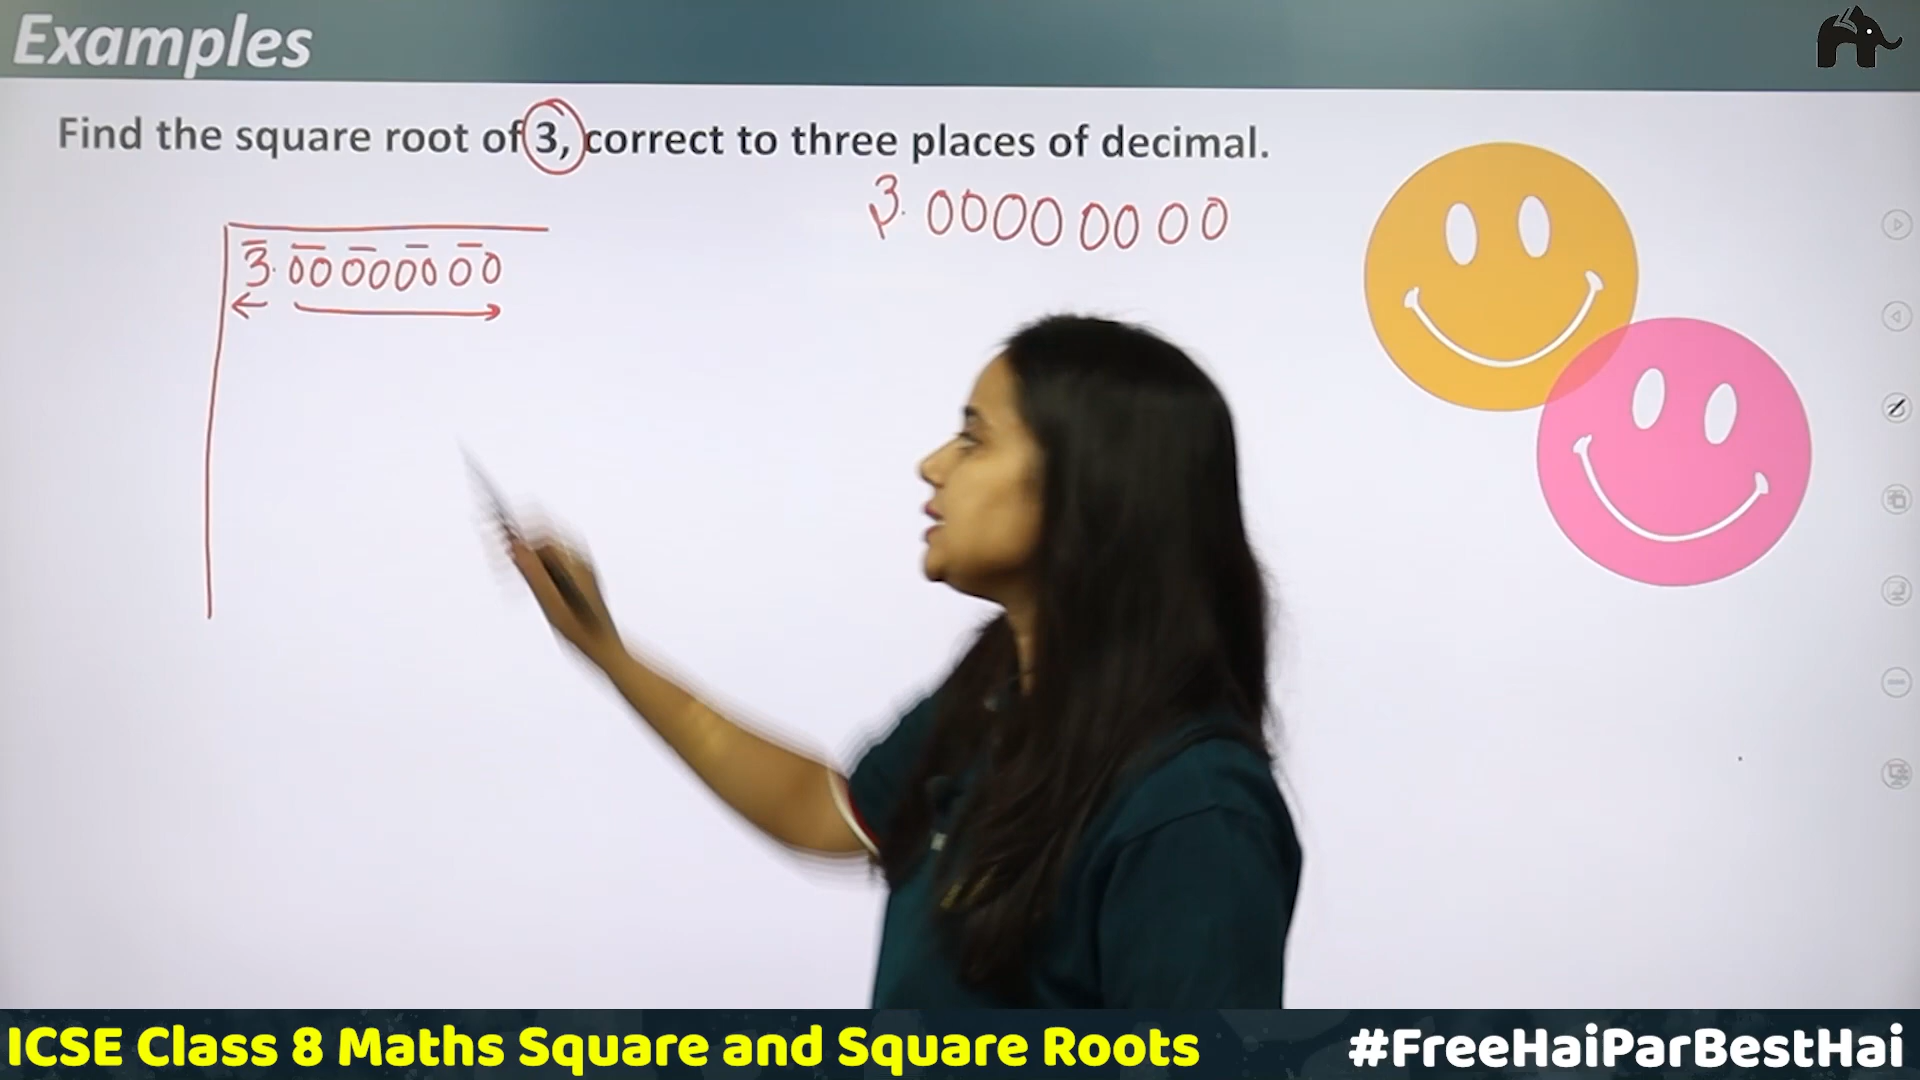 Examples
Find the square root of 3, correct to three places of decimal.
3.00000000
3.00000000
ICSE Class 8 Maths Square and Square Roots
#FreeHaiParBestHai